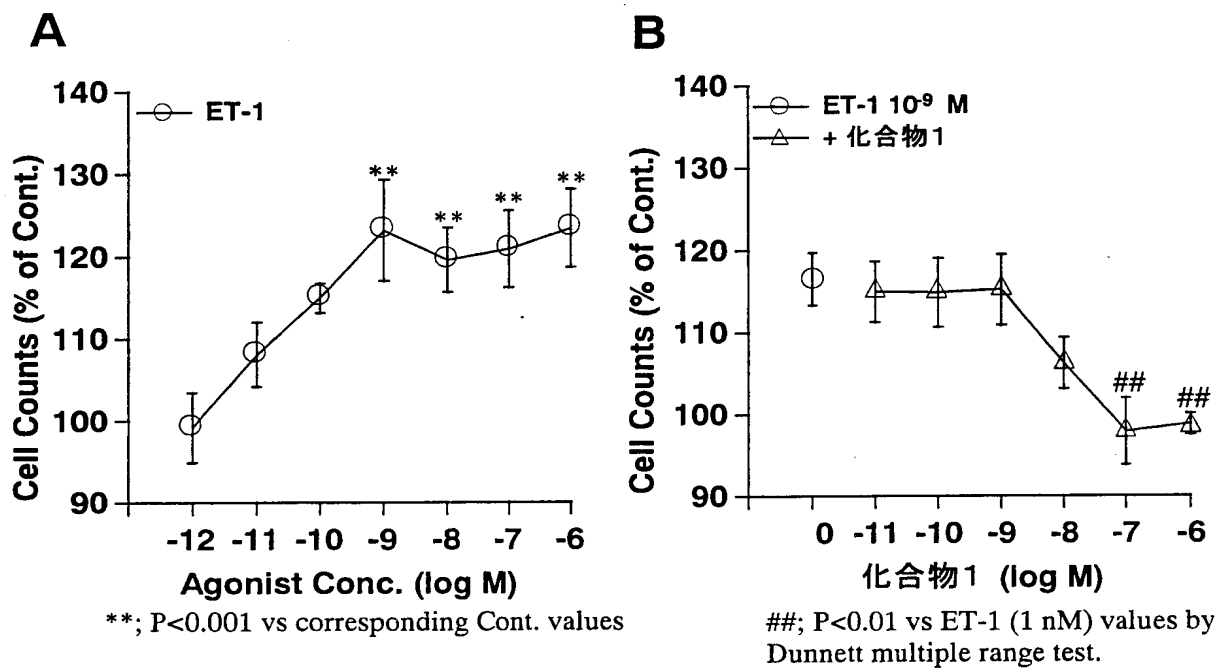 A
Cell Counts (% of Cont.)
140
130
120
110
100
90
ET-1
**
**
**
**
-12 -11 -10 -9 -8 -7 -6
Agonist Conc. (log M)
**; P<0.001 vs corresponding Cont. values
B
Cell Counts (% of Cont.)
140
130
120
110
100
90
ET-1 10⁻⁹ M
+ 化合物1
##
##
0 -11 -10 -9 -8 -7 -6
化合物1 (log M)
##; P<0.01 vs ET-1 (1 nM) values by
Dunnett multiple range test.